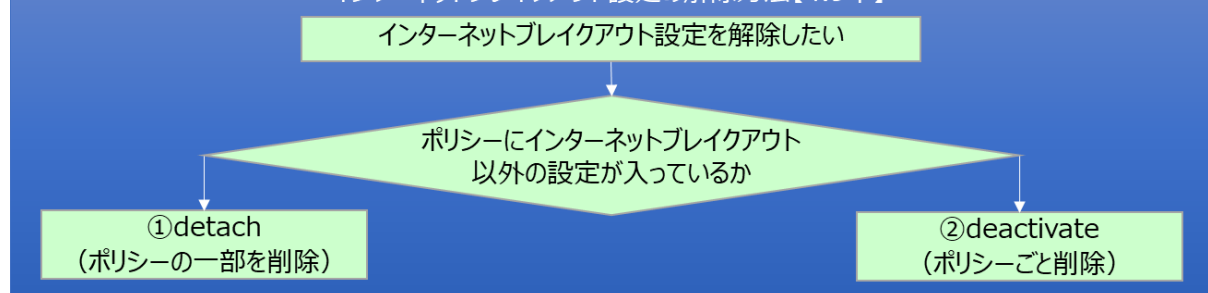 インターネットブレイクアウト設定を解除したい
ポリシーにインターネットブレイクアウト
以外の設定が入っているか
①detach
（ポリシーの一部を削除）
②deactivate
（ポリシーごと削除）